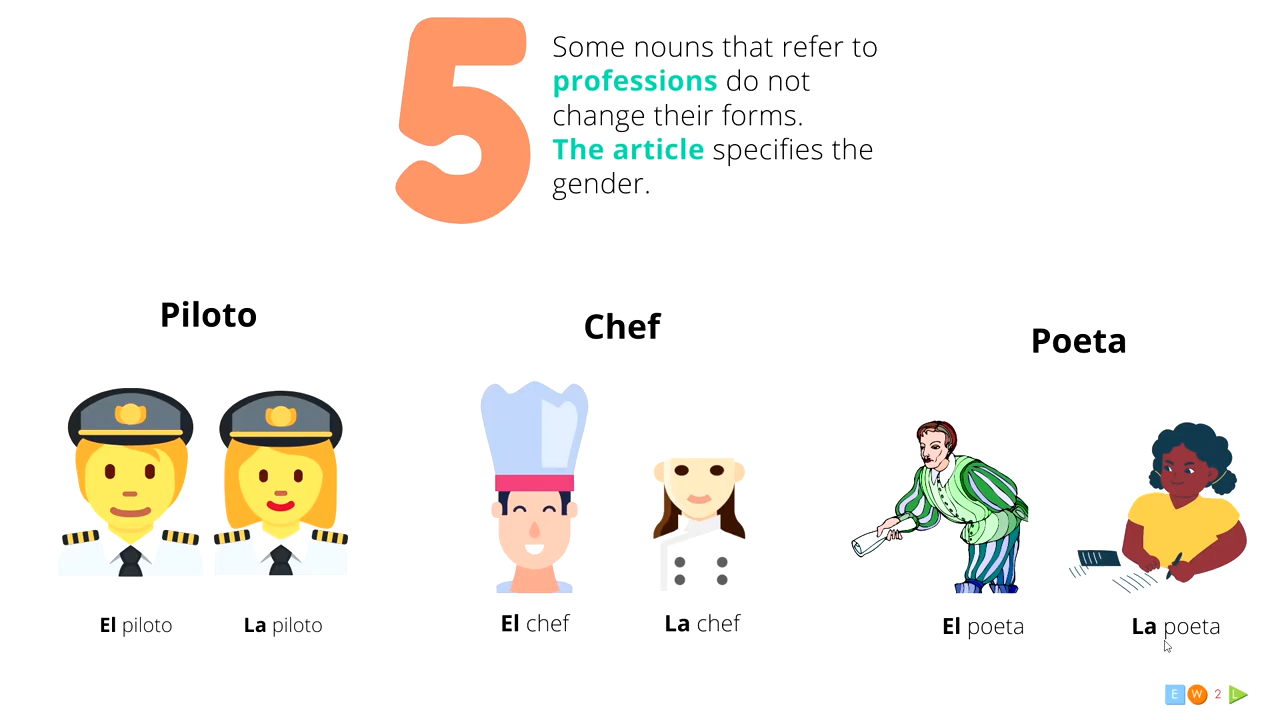 5
Some nouns that refer to
professions do not
change their forms.
The article specifies the
gender.
Piloto
Chef
Poeta
El piloto
La piloto
El chef
La chef
El poeta
La poeta
E W 2 L